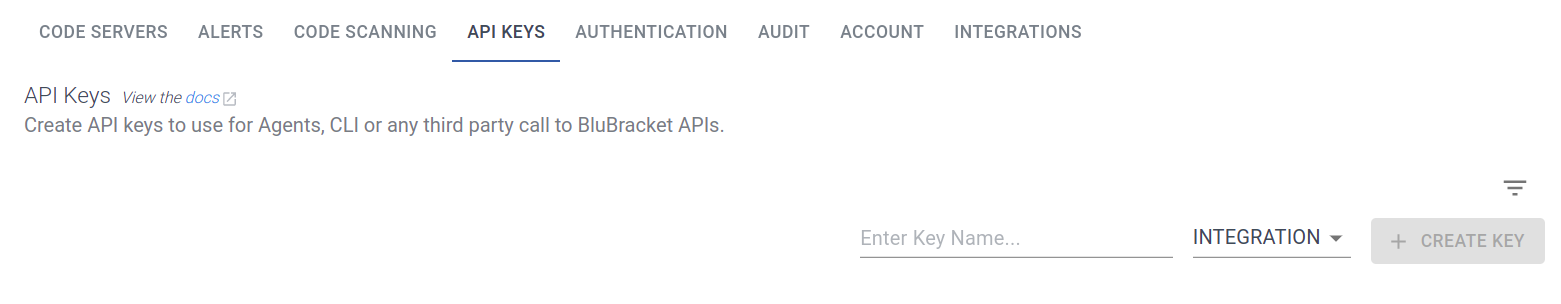 CODE SERVERS ALERTS CODE SCANNING API KEYS AUTHENTICATION AUDIT ACCOUNT INTEGRATIONS
API Keys View the docs
Create API keys to use for Agents, CLI or any third party call to BluBracket APIs.
Enter Key Name... INTEGRATION + CREATE KEY